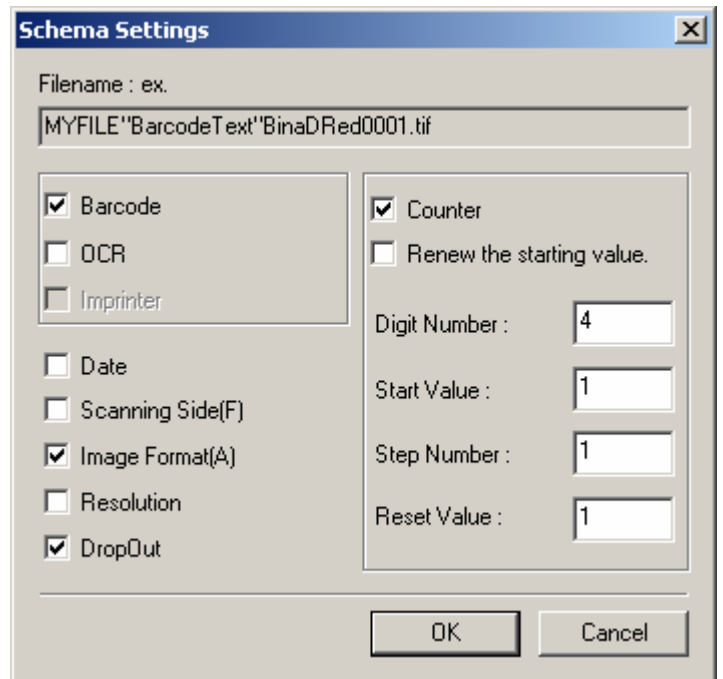 Schema Settings
Filename : ex.
MYFILE"BarcodeText"BinaDRed0001.tif
Barcode
OCR
Imprinter
Date
Scanning Side(F)
Image Format(A)
Resolution
DropOut
Counter
Renew the starting value.
Digit Number : 4
Start Value : 1
Step Number : 1
Reset Value : 1
OK Cancel